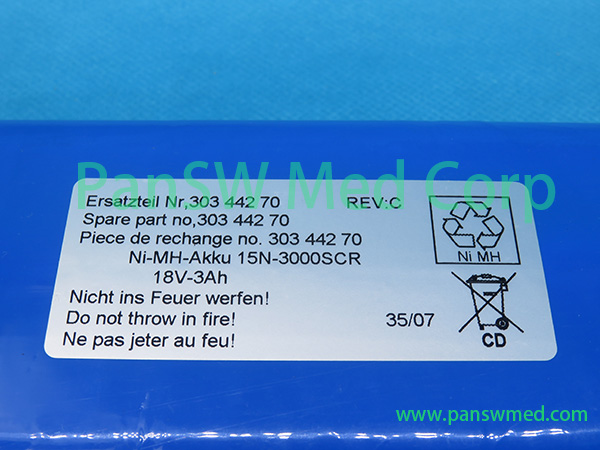 PanSW Med Corp
Ersatzteil Nr,303 442 70 REV:C
Spare part no,303 442 70
Piece de rechange no. 303 442 70
Ni-MH-Akku 15N-3000SCR
18V-3Ah
Nicht ins Feuer werfen!
Do not throw in fire!
Ne pas jeter au feu!
35/07
Ni MH
CD
www.panswmed.com